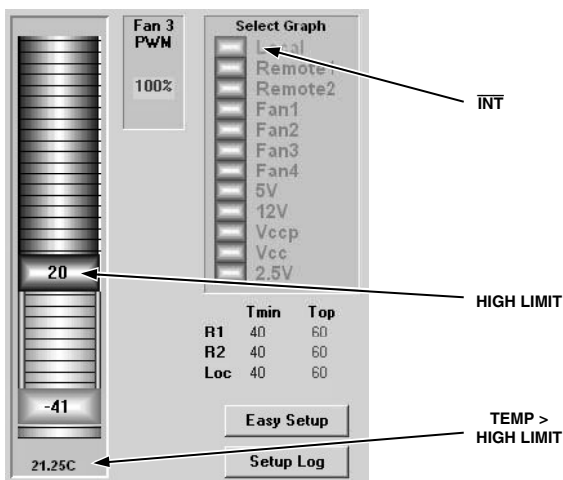 Fan 3
PWM
100%
Select Graph
Local
Remote1
Remote2
Fan1
Fan2
Fan3
Fan4
5V
12V
Vccp
Vcc
2.5V
INT
20
HIGH LIMIT
Tmin Top
R1 40 60
R2 40 60
Loc 40 60
-41
Easy Setup
TEMP >
HIGH LIMIT
21.25C
Setup Log